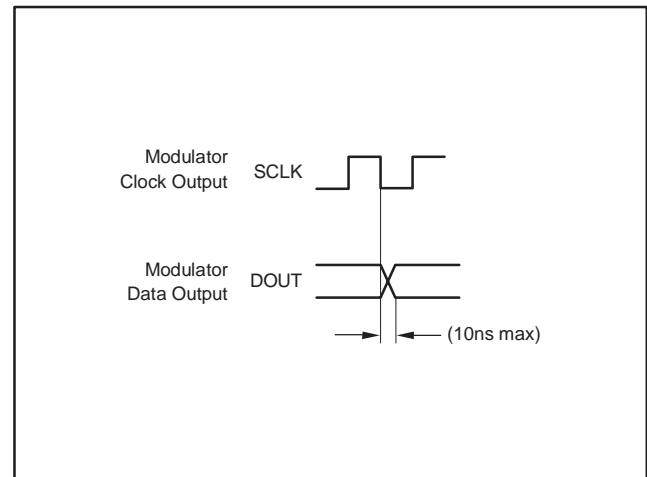 Modulator
Clock Output
SCLK
Modulator
Data Output
DOUT
(10ns max)